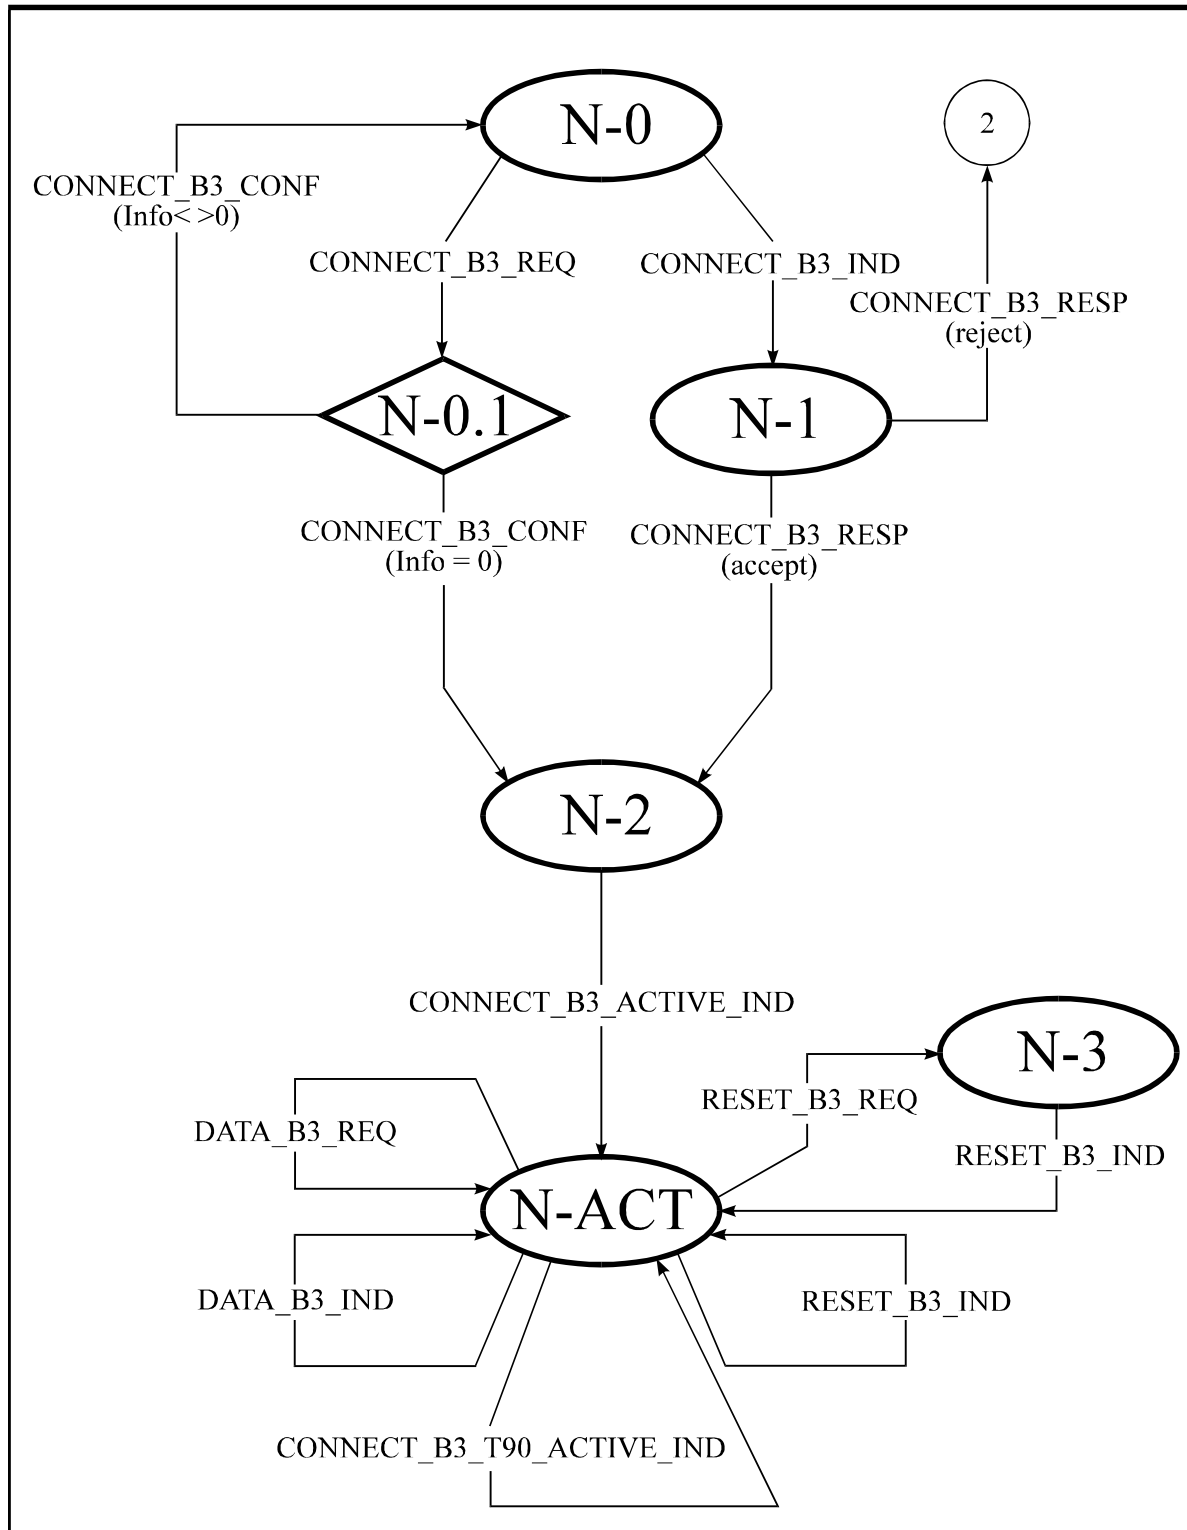 N-0
2
CONNECT_B3_CONF
(Info< >0)
CONNECT_B3_REQ
CONNECT_B3_IND
CONNECT_B3_RESP
(reject)
N-0.1
N-1
CONNECT_B3_CONF
(Info = 0)
CONNECT_B3_RESP
(accept)
N-2
CONNECT_B3_ACTIVE_IND
N-3
RESET_B3_REQ
DATA_B3_REQ
RESET_B3_IND
N-ACT
DATA_B3_IND
RESET_B3_IND
CONNECT_B3_T90_ACTIVE_IND